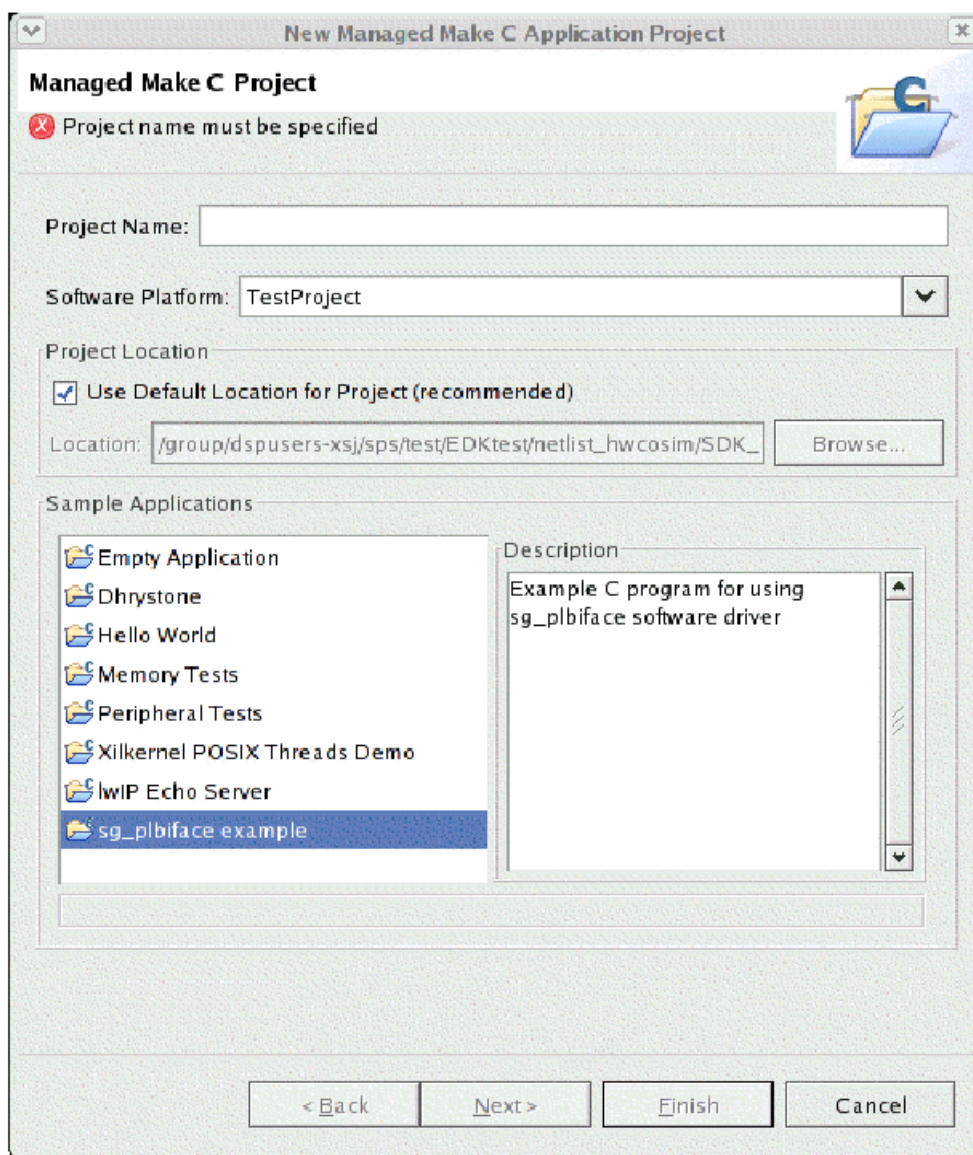 New Managed Make C Application Project
Managed Make C Project
Project name must be specified
Project Name:
Software Platform: TestProject
Project Location
Use Default Location for Project (recommended)
Location: /group/dspusers-xsj/sps/test/EDKtest/netlist_hwcosim/SDK_ Browse...
Sample Applications
Empty Application
Dhrystone
Hello World
Memory Tests
Peripheral Tests
Xilkernel POSIX Threads Demo
lwIP Echo Server
sg_plbiface example
Description
Example C program for using
sg_plbiface software driver
< Back Next > Finish Cancel